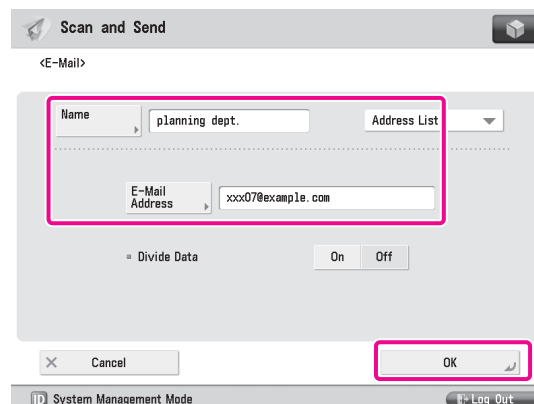 Scan and Send
<E-Mail>
Name
planning dept.
Address List
E-Mail
Address
xxx07@example.com
Divide Data
On
Off
Cancel
OK
ID System Management Mode
Log Out